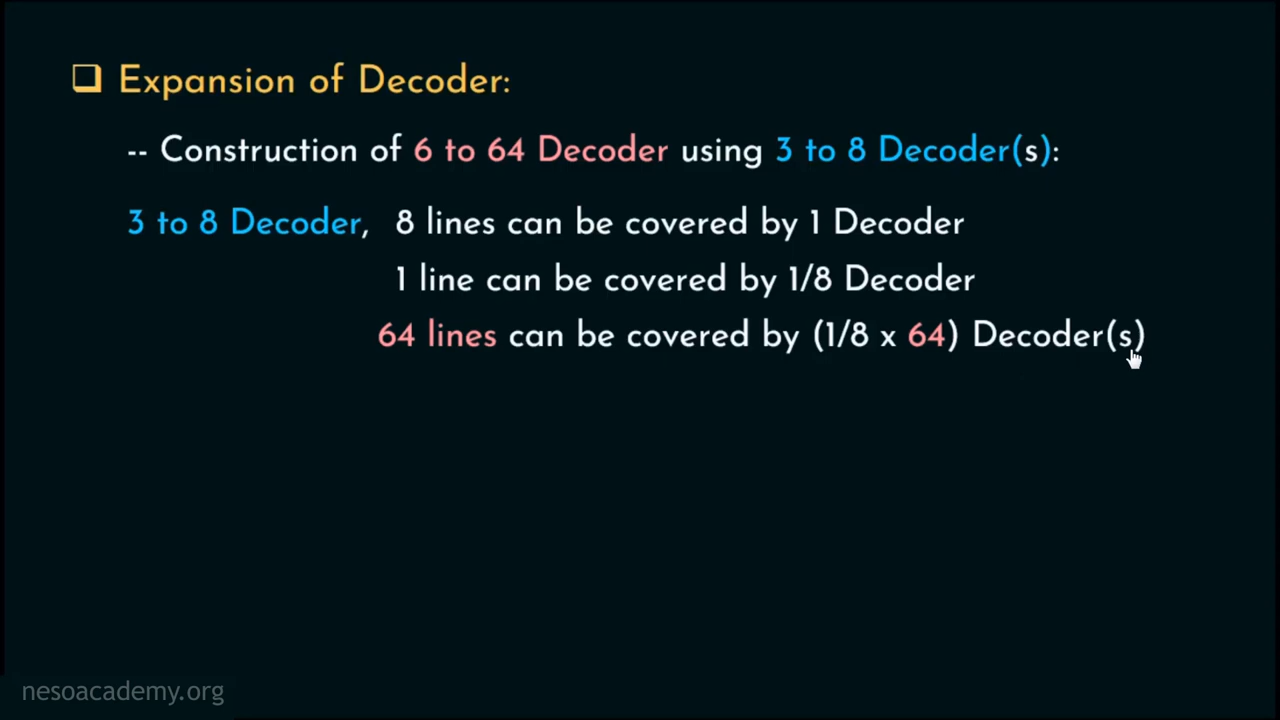 ❑ Expansion of Decoder:
-- Construction of 6 to 64 Decoder using 3 to 8 Decoder(s):
3 to 8 Decoder, 8 lines can be covered by 1 Decoder
1 line can be covered by 1/8 Decoder
64 lines can be covered by (1/8 x 64) Decoder(s)
nesoacademy.org